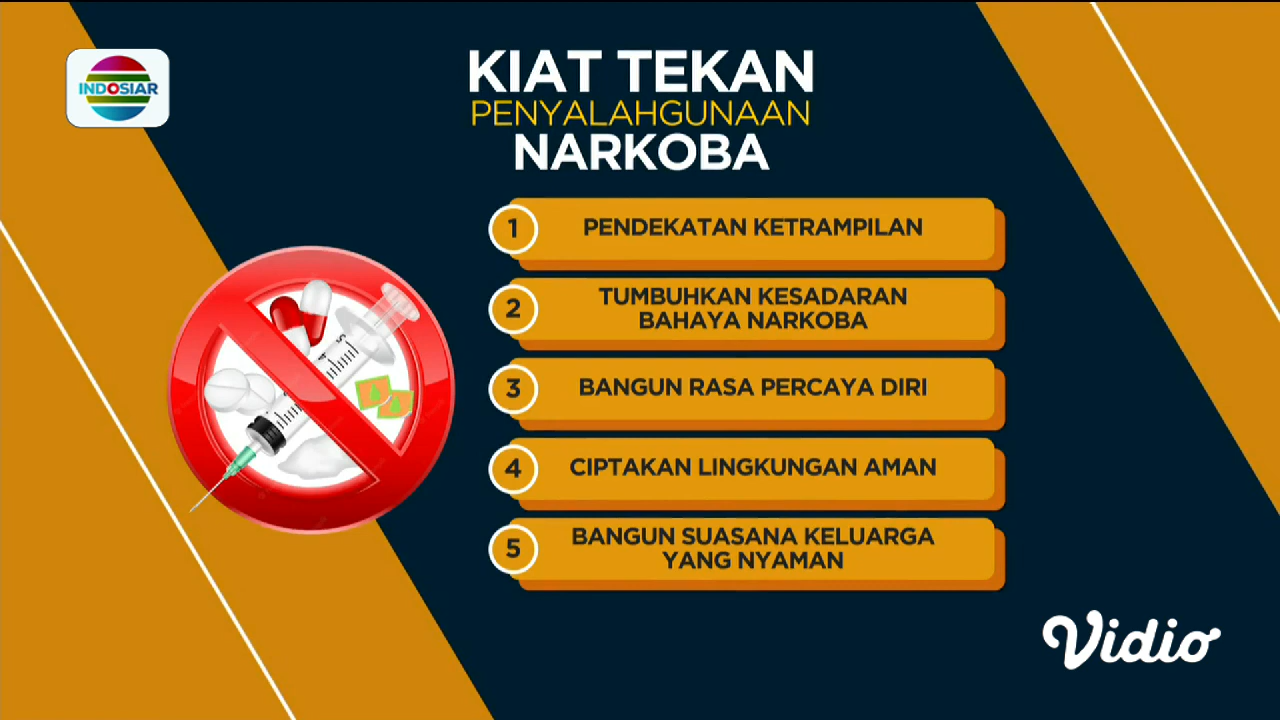 INDOSIAR
KIAT TEKAN
PENYALAHGUNAAN
NARKOBA
1 PENDEKATAN KETRAMPILAN
2 TUMBUHKAN KESADARAN
BAHAYA NARKOBA
3 BANGUN RASA PERCAYA DIRI
4 CIPTAKAN LINGKUNGAN AMAN
5 BANGUN SUASANA KELUARGA
YANG NYAMAN
Vidio